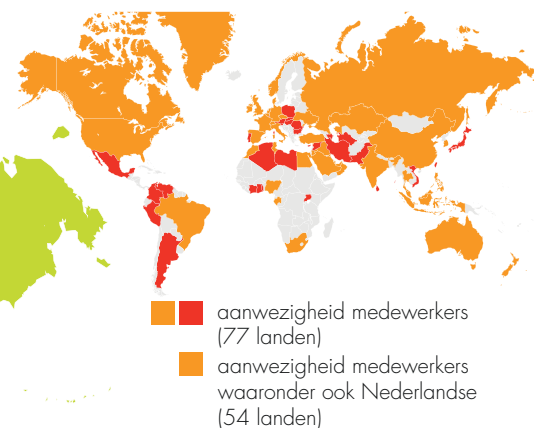 aanwezigheid medewerkers
(77 landen)
aanwezigheid medewerkers
waaronder ook Nederlandse
(54 landen)